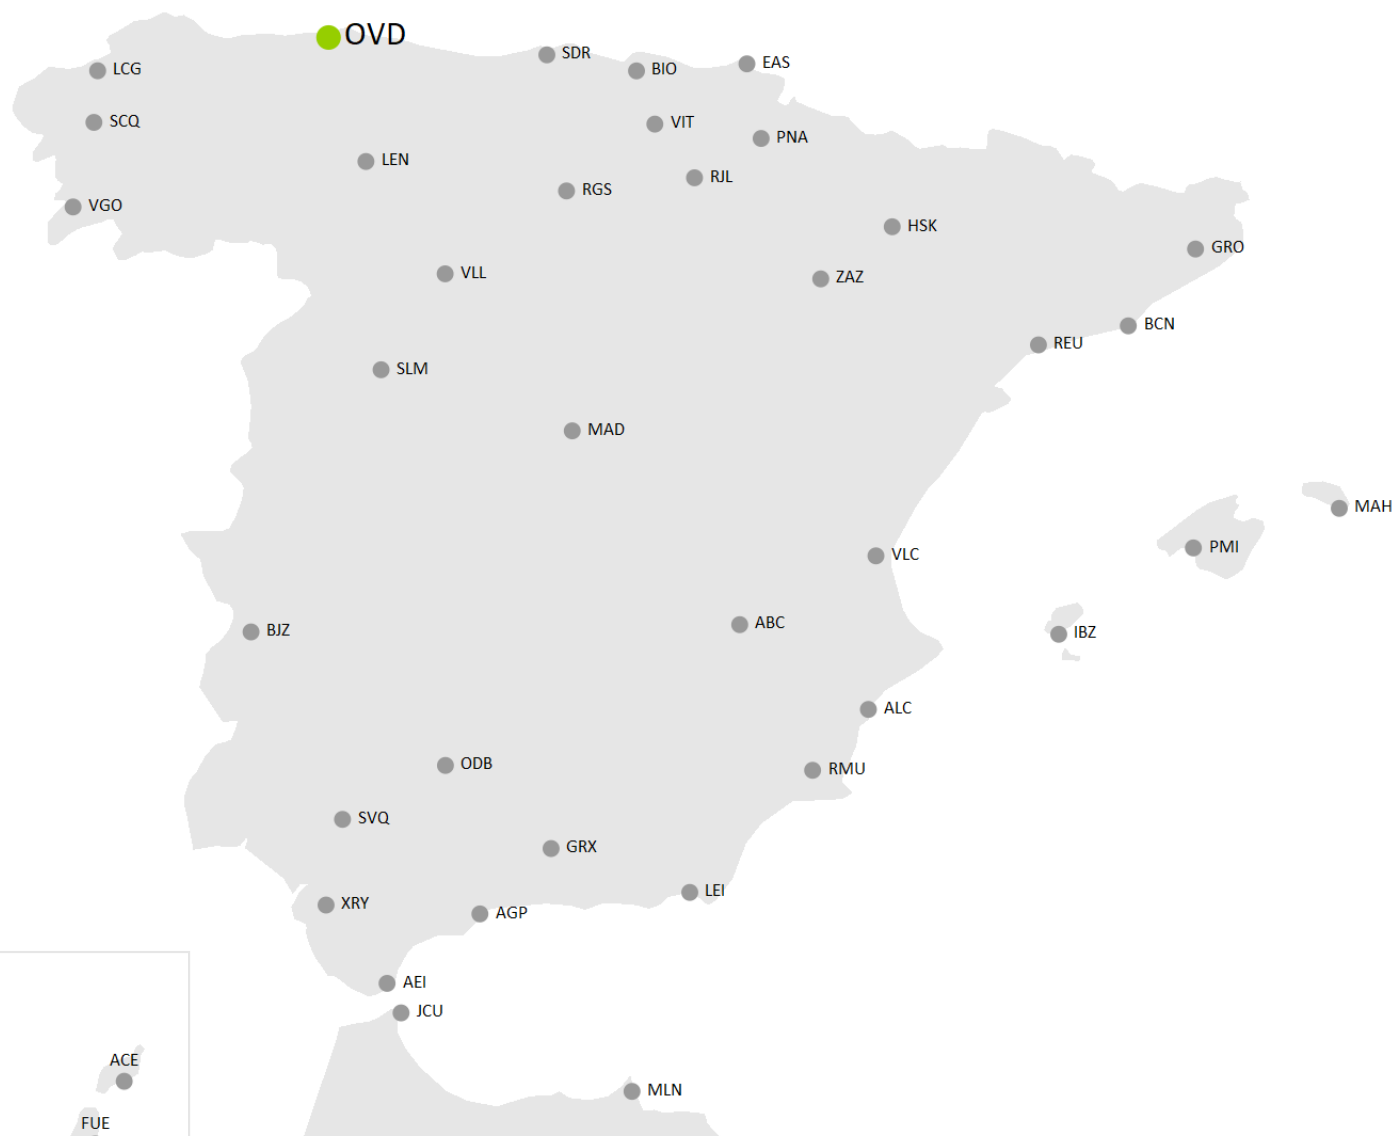 OVD
SDR
EAS
LCG
BIO
SCQ
VIT
PNA
LEN
RJL
RGS
VGO
HSK
GRO
VLL
ZAZ
BCN
REU
SLM
MAD
MAH
PMI
VLC
ABC
BJZ
IBZ
ALC
ODB
RMU
SVQ
GRX
LEI
XRY
AGP
AEI
JCU
ACE
MLN
FUE